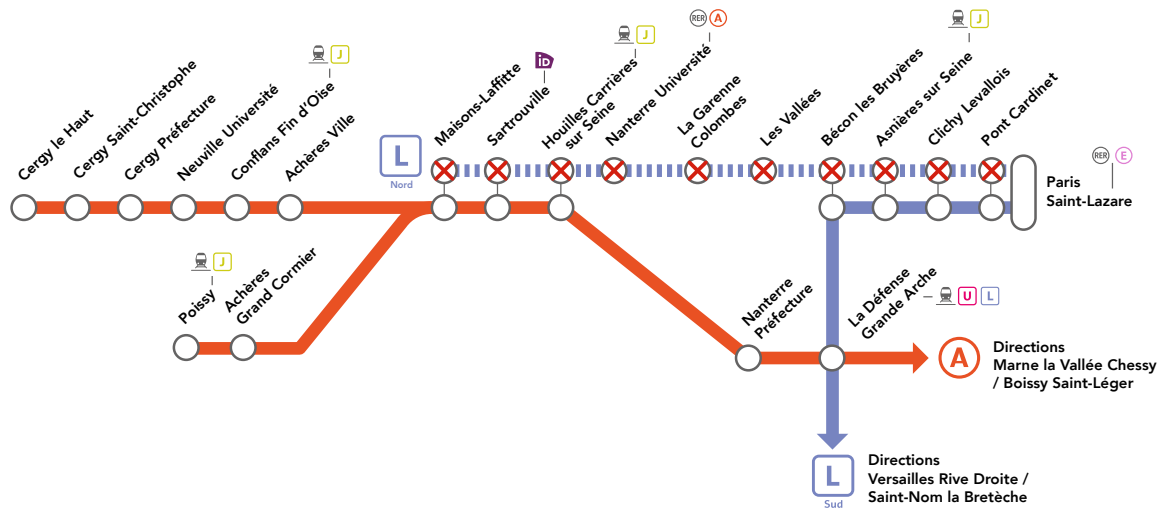 Cergy le Haut
Cergy Saint-Christophe
Cergy Préfecture
Neuville Université
Conflans Fin d'Oise
J
Achères Ville
Poissy
J
Achères
Grand Cormier
L
Nord
Maisons-Laffitte
Sartrouville
iD
Houilles Carrières
sur Seine
J
Nanterre Université
RER A
La Garenne
Colombes
Les Vallées
Bécon les Bruyères
Asnières sur Seine
J
Clichy Levallois
Pont Cardinet
Paris
Saint-Lazare
RER E
Nanterre
Préfecture
La Défense
Grande Arche
U L
A
Directions
Marne la Vallée Chessy
/ Boissy Saint-Léger
L
Sud
Directions
Versailles Rive Droite /
Saint-Nom la Bretèche